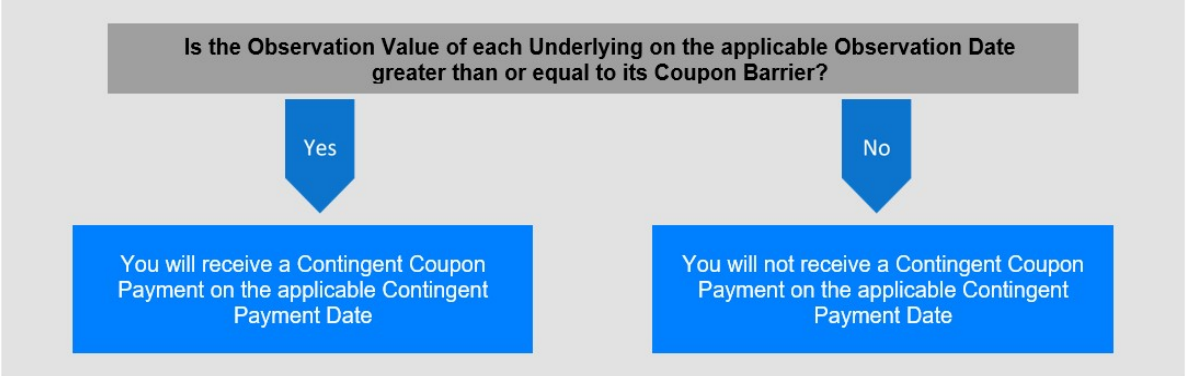 Is the Observation Value of each Underlying on the applicable Observation Date
greater than or equal to its Coupon Barrier?
Yes
No
You will receive a Contingent Coupon
Payment on the applicable Contingent
Payment Date
You will not receive a Contingent Coupon
Payment on the applicable Contingent
Payment Date